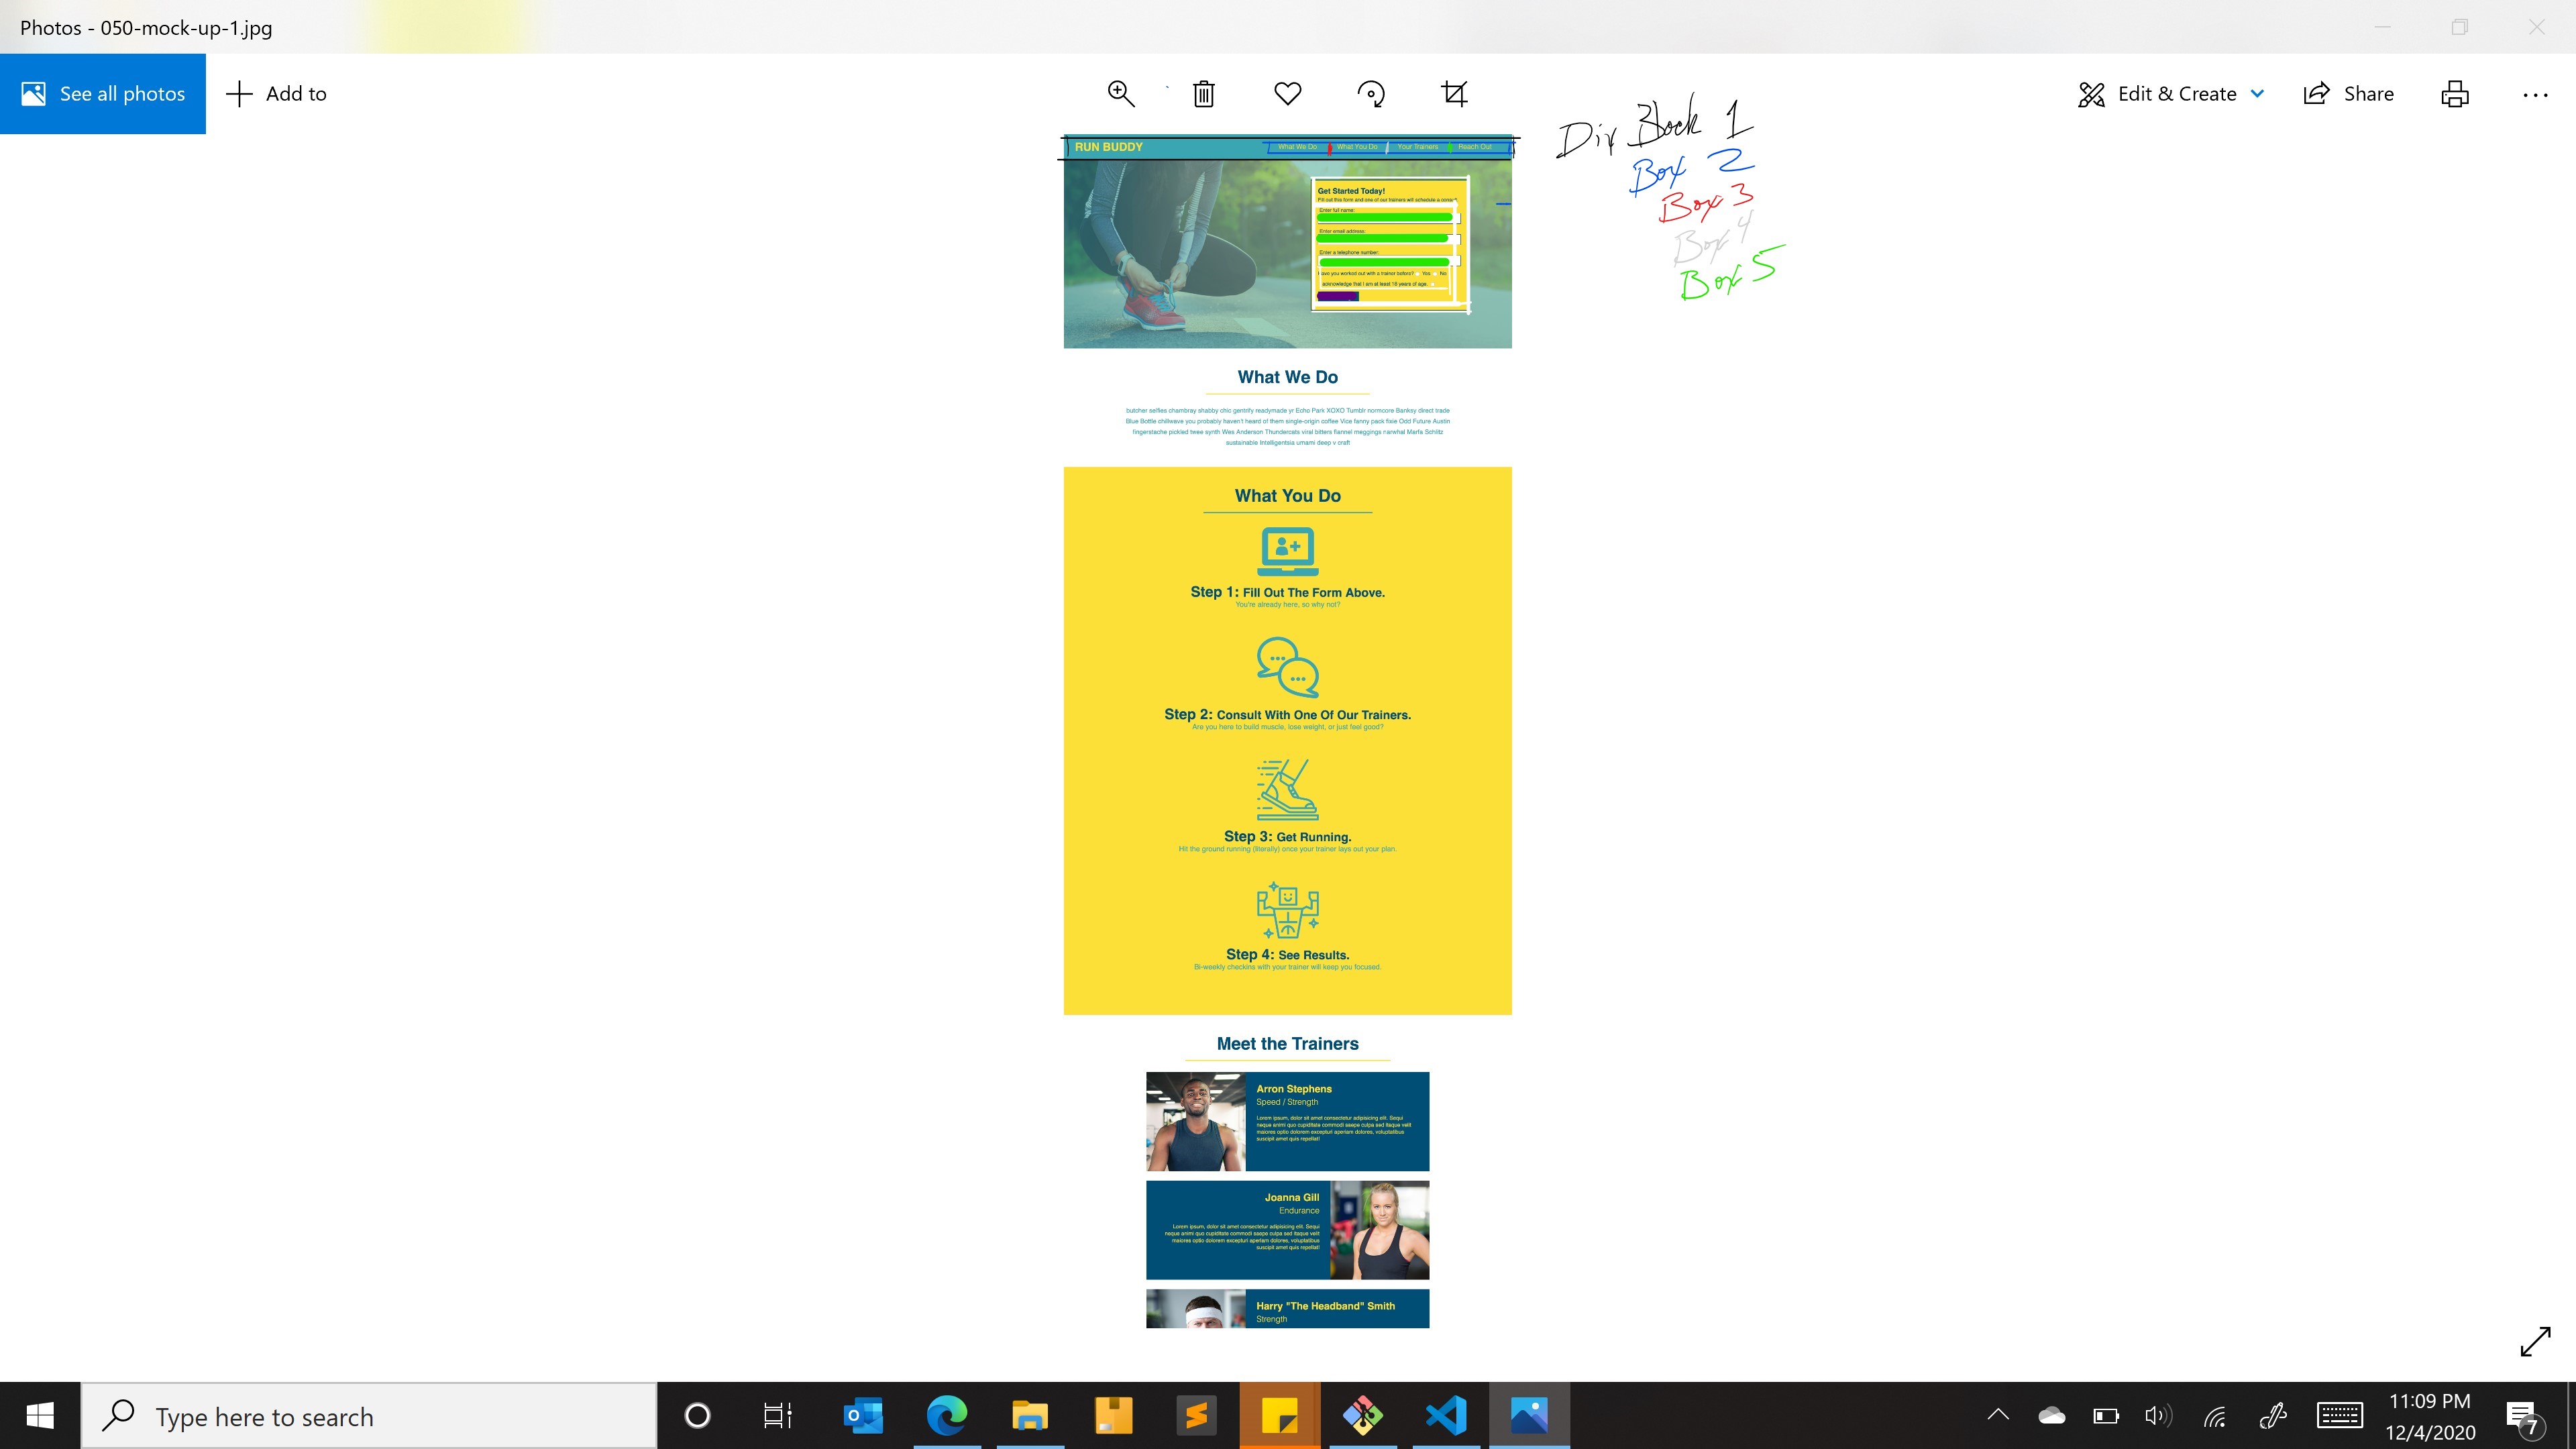 Photos - 050-mock-up-1.jpg
See all photos
Add to
Edit & Create
Share
Div Block 1
Box 2
Box 3
Box 4
Box 5
RUN BUDDY
What We Do
What You Do
Your Trainers
Reach Out
Get Started Today!
Fill out this form and one of our trainers will schedule a consult
Enter full name:
Enter email address:
Enter a telephone number:
ave you worked out with a trainer before? Yes No
acknowledge that I am at least 18 years of age.
What We Do
butcher selfies chambray shabby chic gentrify readymade yr Echo Park XOXO Tumblr normcore Banksy direct trade
Blue Bottle chillwave you probably haven't heard of them single-origin coffee Vice fanny pack fixie Odd Future Austin
fingerstache pickled twee synth Wes Anderson Thundercats viral bitters flannel meggings narwhal Marfa Schlitz
sustainable Intelligentsia umami deep v craft
What You Do
Step 1: Fill Out The Form Above.
You're already here, so why not?
Step 2: Consult With One Of Our Trainers.
Are you here to build muscle, lose weight, or just feel good?
Step 3: Get Running.
Hit the ground running (literally) once your trainer lays out your plan.
Step 4: See Results.
Bi-weekly checkins with your trainer will keep you focused.
Meet the Trainers
Arron Stephens
Speed / Strength
Lorem ipsum, dolor sit amet consectetur adipisicing elit. Sequi
neque animi quo cupiditate commodi saepe culpa sed itaque velit
maiores optio dolorem excepturi aperiam dolores, voluptatibus
suscipit amet quis repellat!
Joanna Gill
Endurance
Lorem ipsum, dolor sit amet consectetur adipisicing elit. Sequi
neque animi quo cupiditate commodi saepe culpa sed itaque velit
maiores optio dolorem excepturi aperiam dolores, voluptatibus
suscipit amet quis repellat!
Harry "The Headband" Smith
Strength
Type here to search
11:09 PM
12/4/2020
7